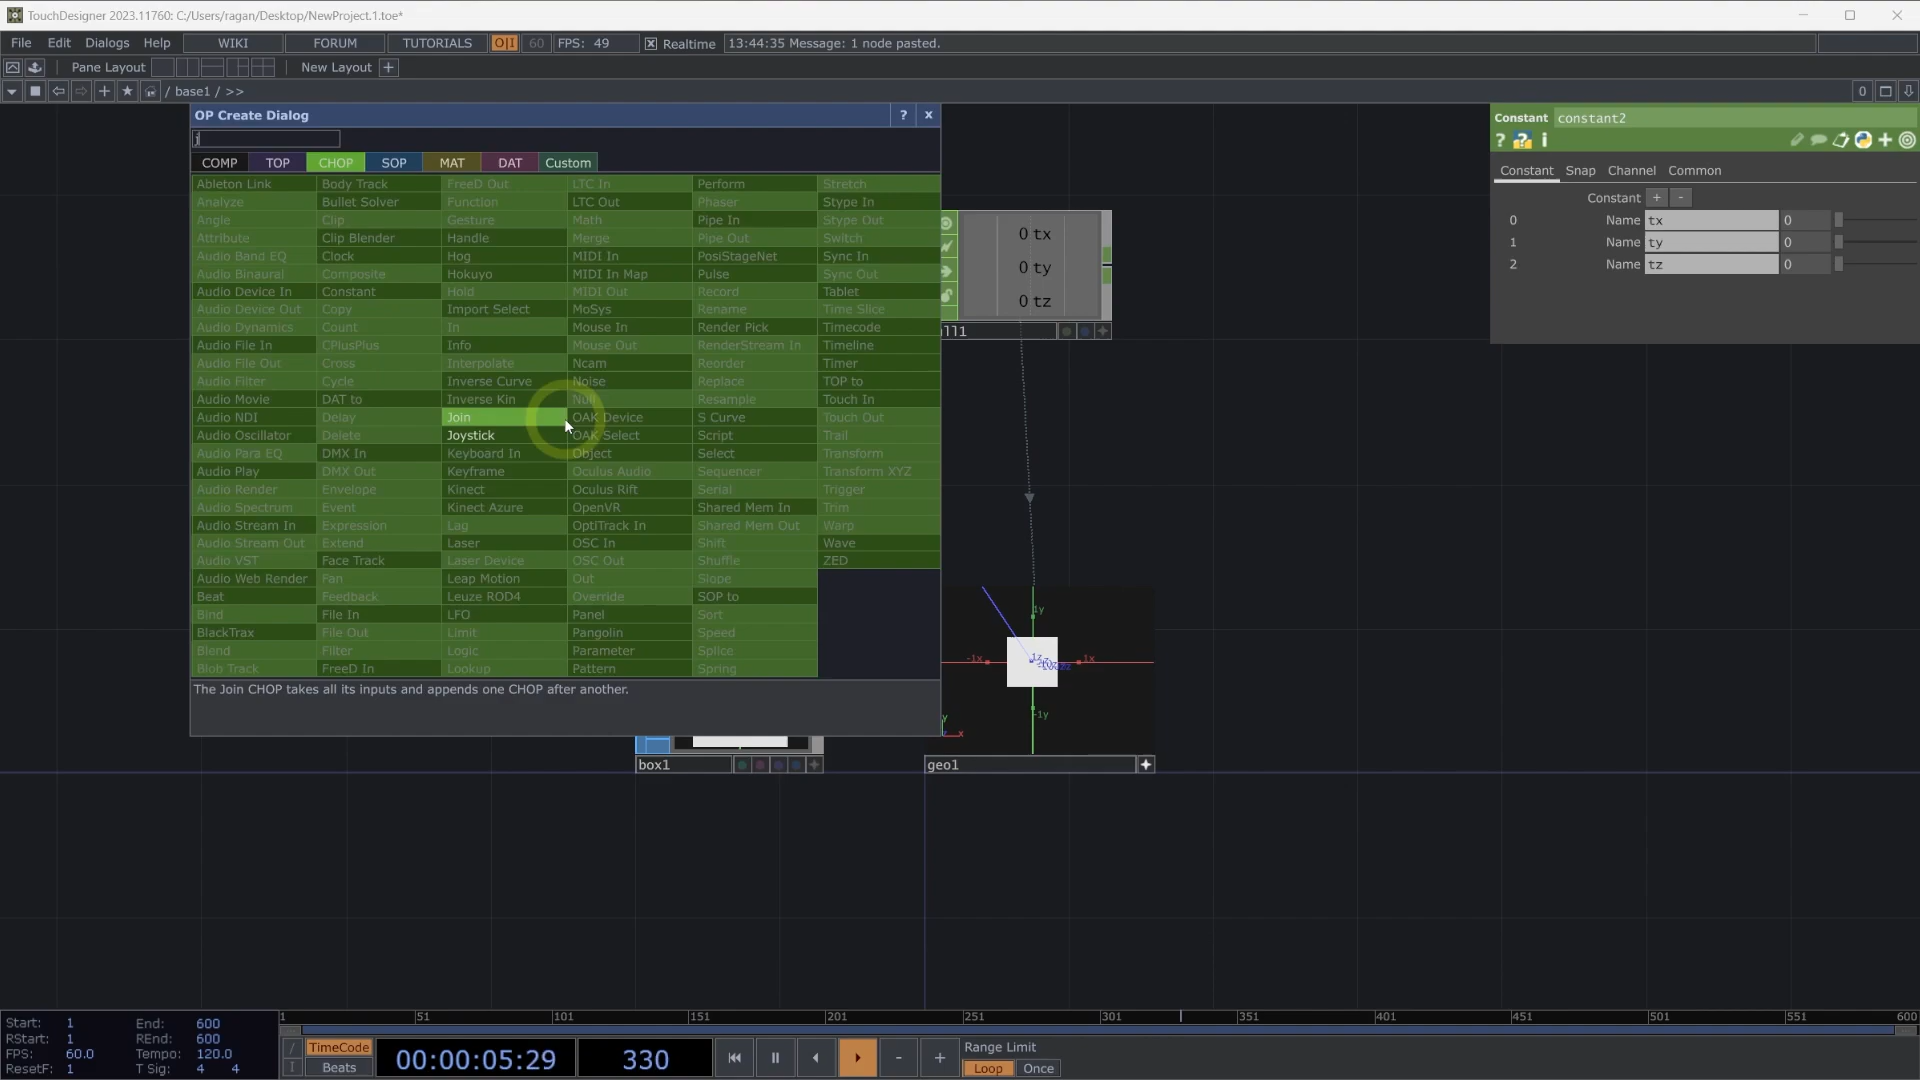 TouchDesigner 2023.11760: C:/Users/ragan/Desktop/NewProject.1.toe*
File Edit Dialogs Help WIKI FORUM TUTORIALS O|I 60 FPS: 49 Realtime 13:44:35 Message: 1 node pasted.
Pane Layout New Layout +
/ base1 / >> 0
OP Create Dialog ? x
j
COMP TOP CHOP SOP MAT DAT Custom
Ableton Link Body Track FreeD Out LTC In Perform Stretch
Analyze Bullet Solver Function LTC Out Phaser Stype In
Angle Clip Gesture Math Pipe In Stype Out
Attribute Clip Blender Handle Merge Pipe Out Switch
Audio Band EQ Clock Hog MIDI In PosiStageNet Sync In
Audio Binaural Composite Hokuyo MIDI In Map Pulse Sync Out
Audio Device In Constant Hold MIDI Out Record Tablet
Audio Device Out Copy Import Select MoSys Rename Time Slice
Audio Dynamics Count In Mouse In Render Pick Timecode
Audio File In CPlusPlus Info Mouse Out RenderStream In Timeline
Audio File Out Cross Interpolate Ncam Reorder Timer
Audio Filter Cycle Inverse Curve Noise Replace TOP to
Audio Movie DAT to Inverse Kin Null Resample Touch In
Audio NDI Delay Join OAK Device S Curve Touch Out
Audio Oscillator Delete Joystick OAK Select Script Trail
Audio Para EQ DMX In Keyboard In Object Select Transform
Audio Play DMX Out Keyframe Oculus Audio Sequencer Transform XYZ
Audio Render Envelope Kinect Oculus Rift Serial Trigger
Audio Spectrum Event Kinect Azure OpenVR Shared Mem In Trim
Audio Stream In Expression Lag OptiTrack In Shared Mem Out Warp
Audio Stream Out Extend Laser OSC In Shift Wave
Audio VST Face Track Laser Device OSC Out Shuffle ZED
Audio Web Render Fan Leap Motion Out Slope
Beat Feedback Leuze ROD4 Override SOP to
Bind File In LFO Panel Sort
BlackTrax File Out Limit Pangolin Speed
Blend Filter Logic Parameter Splice
Blob Track FreeD In Lookup Pattern Spring
The Join CHOP takes all its inputs and appends one CHOP after another.
Constant constant2
? ? i
Constant Snap Channel Common
Constant + -
0 Name tx 0
1 Name ty 0
2 Name tz 0
0 tx
0 ty
0 tz
ll1
1y
-1x 1x
-1y
y
x
box1
geo1
1 51 101 151 201 251 301 351 401 451 501 551 600
Start: 1 End: 600
RStart: 1 REnd: 600
FPS: 60.0 Tempo: 120.0
ResetF: 1 T Sig: 4 4
/ TimeCode 00:00:05:29 330 - + Range Limit
I Beats Loop Once